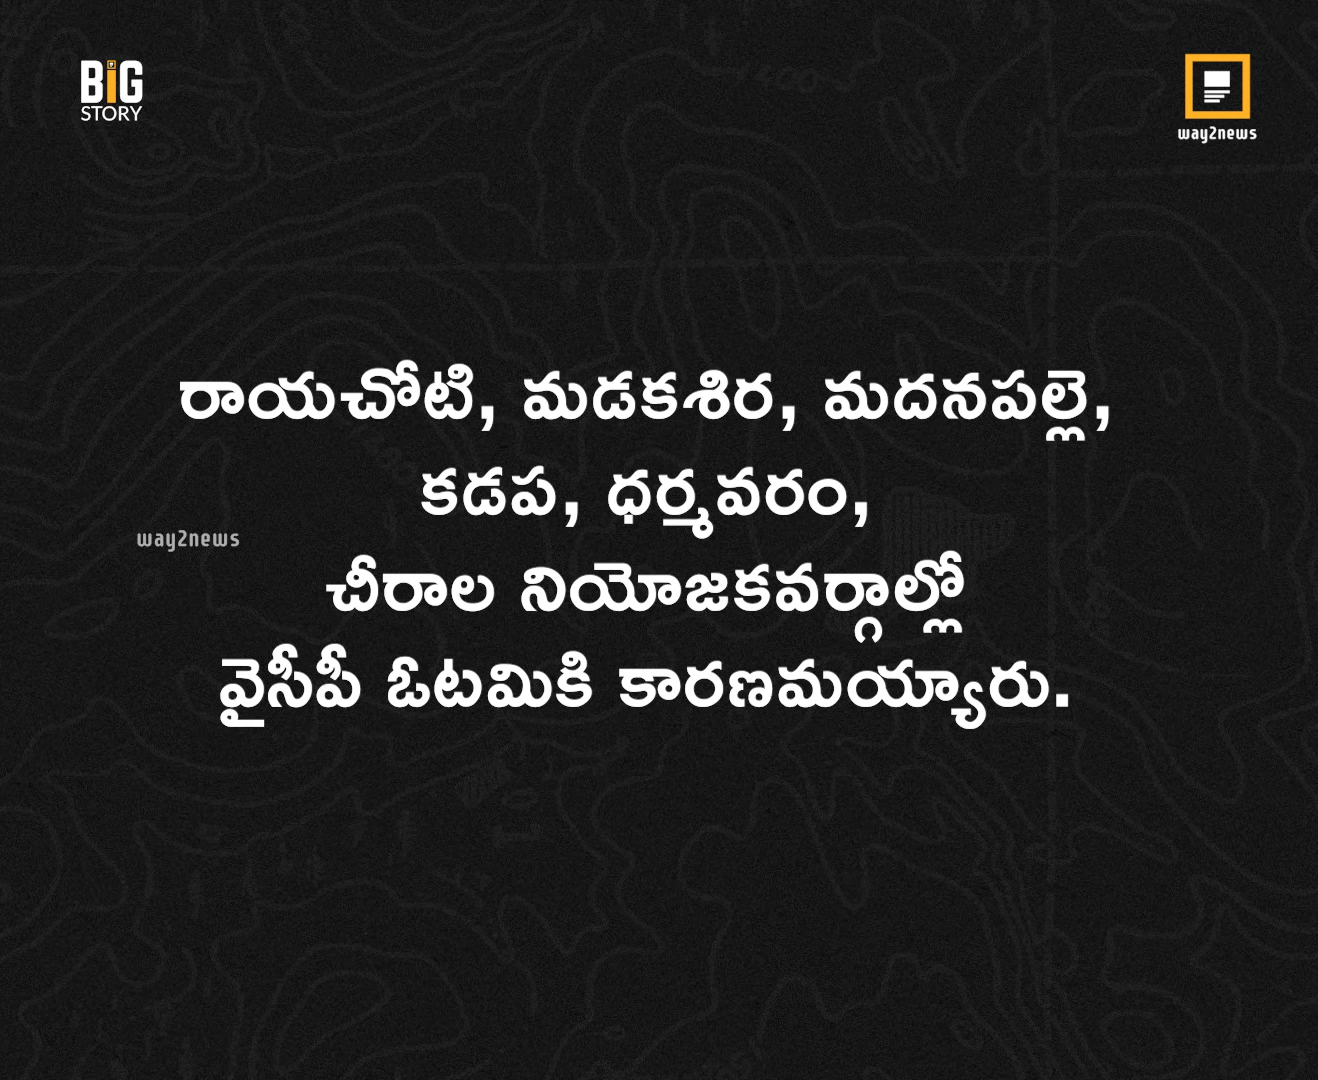 BIG
STORY
way2news
రాయచోటి, మడకశిర, మదనపల్లె,
కడప, ధర్మవరం,
way2news
చీరాల నియోజకవర్గాల్లో
వైసీపీ ఓటమికి కారణమయ్యారు.